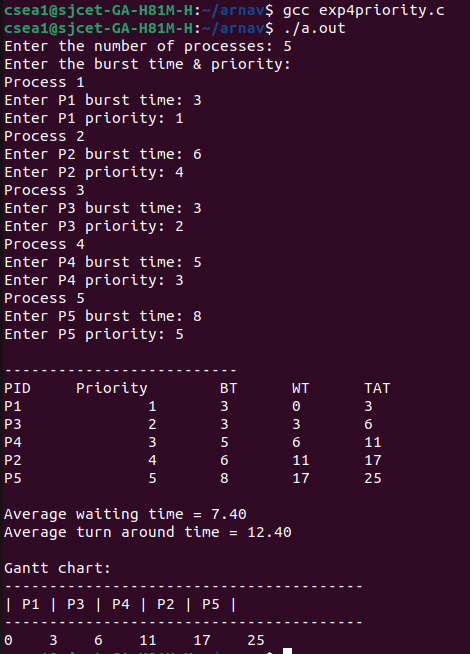 csea1@sjcet-GA-H81M-H:~/arnav$ gcc exp4priority.c
csea1@sjcet-GA-H81M-H:~/arnav$ ./a.out
Enter the number of processes: 5
Enter the burst time & priority:
Process 1
Enter P1 burst time: 3
Enter P1 priority: 1
Process 2
Enter P2 burst time: 6
Enter P2 priority: 4
Process 3
Enter P3 burst time: 3
Enter P3 priority: 2
Process 4
Enter P4 burst time: 5
Enter P4 priority: 3
Process 5
Enter P5 burst time: 8
Enter P5 priority: 5

--------------------------
PID     Priority        BT      WT      TAT
P1              1       3       0       3
P3              2       3       3       6
P4              3       5       6       11
P2              4       6       11      17
P5              5       8       17      25

Average waiting time = 7.40
Average turn around time = 12.40

Gantt chart:
----------------------------------------
| P1 | P3 | P4 | P2 | P5 |
----------------------------------------
0    3    6    11    17    25
csea1@sjcet-GA-H81M-H:~/arnav$